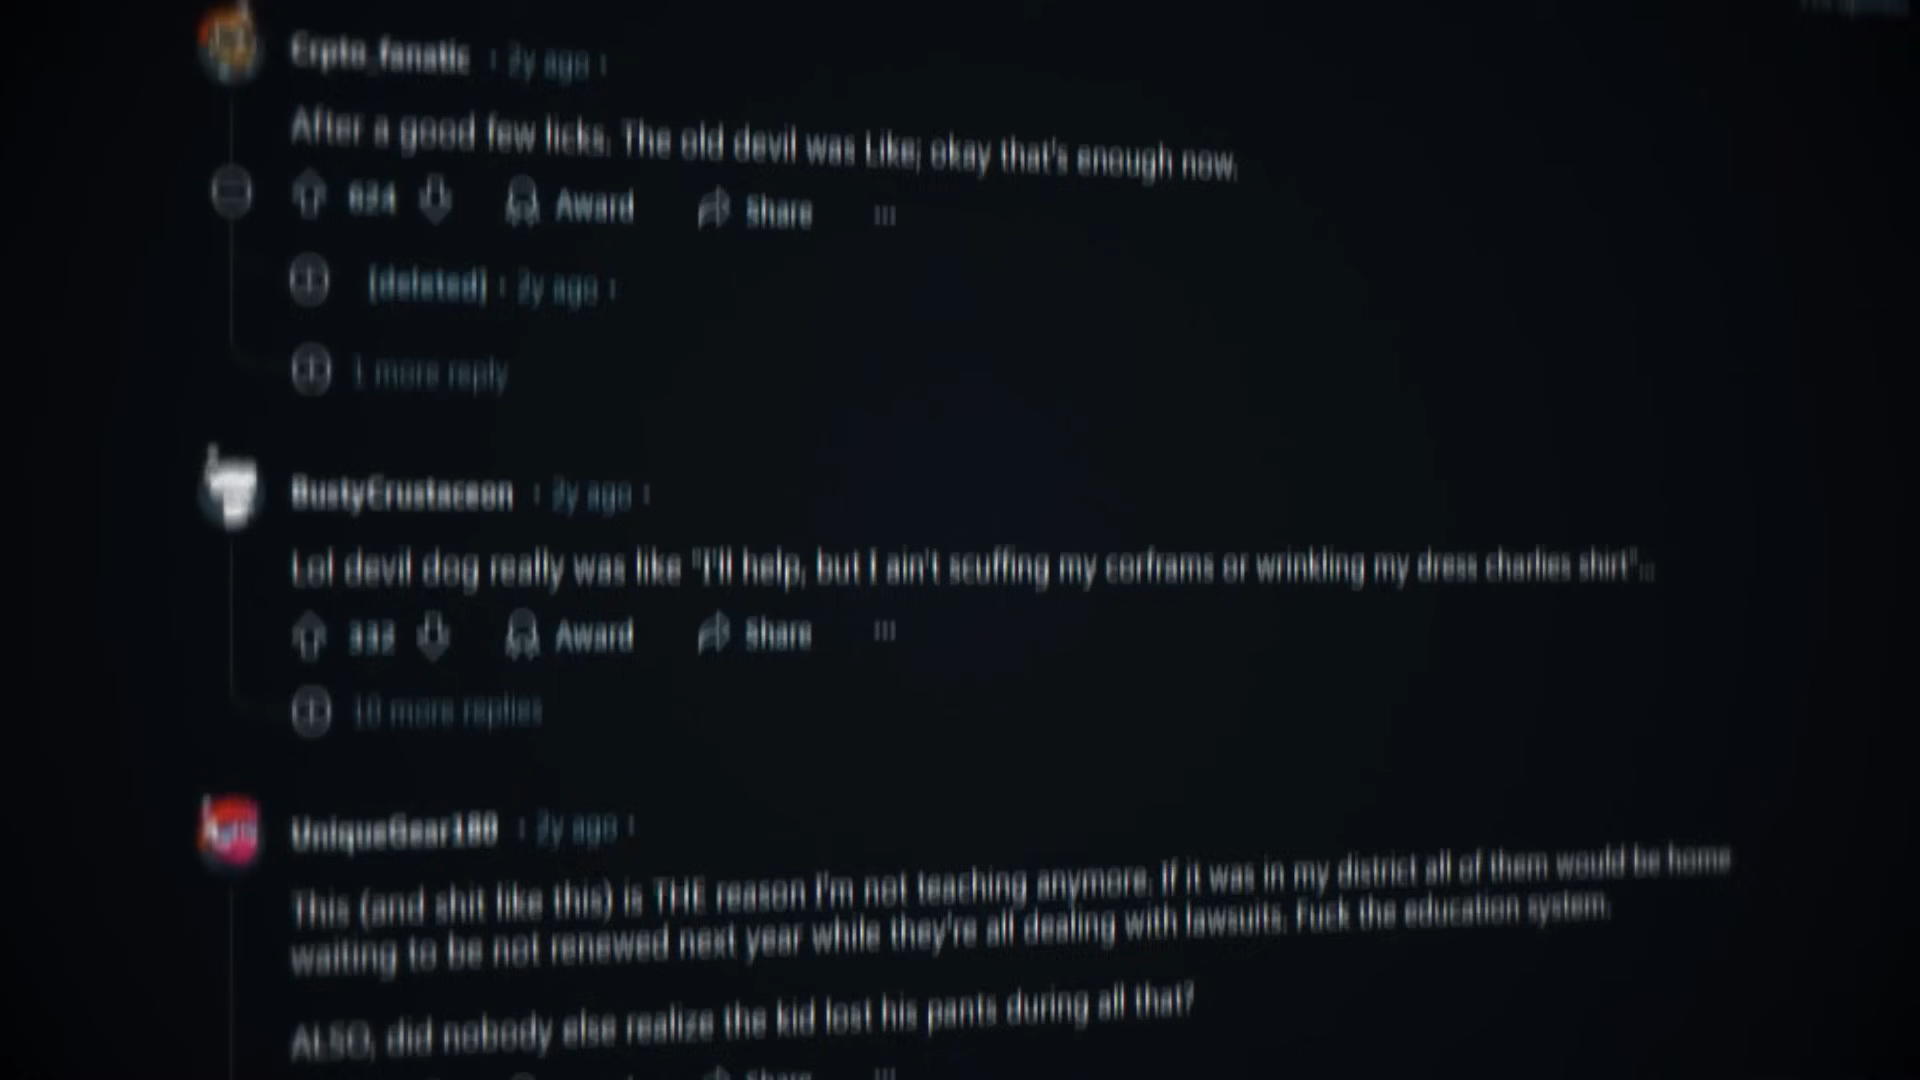 Crpto_fanatic · 2y ago
After a good few licks. The old devil was Like; okay that's enough now.
624 Award Share
[deleted] · 2y ago
1 more reply
BustyCrustacean · 2y ago
Lol devil dog really was like "I'll help, but I ain't scuffing my corframs or wrinkling my dress charlies shirt"...
332 Award Share
10 more replies
UniqueGear180 · 2y ago
This (and shit like this) is THE reason I'm not teaching anymore. If it was in my district all of them would be home
waiting to be not renewed next year while they're all dealing with lawsuits. Fuck the education system.
ALSO, did nobody else realize the kid lost his pants during all that?
Share